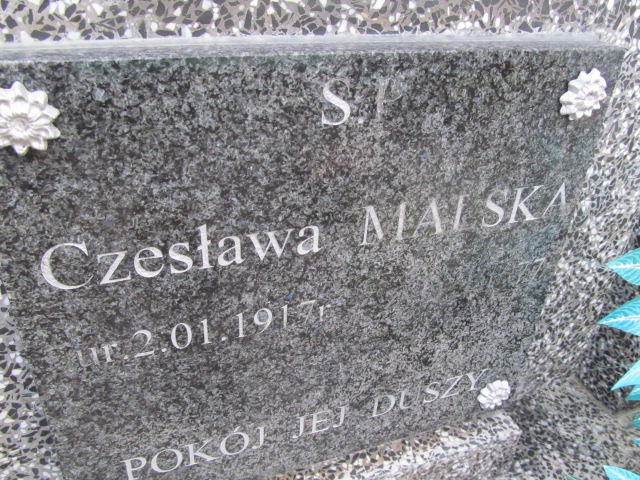 Ś.P
Czesława MALSKA
ur.2.01.1917r.
POKÓJ JEJ DUSZY